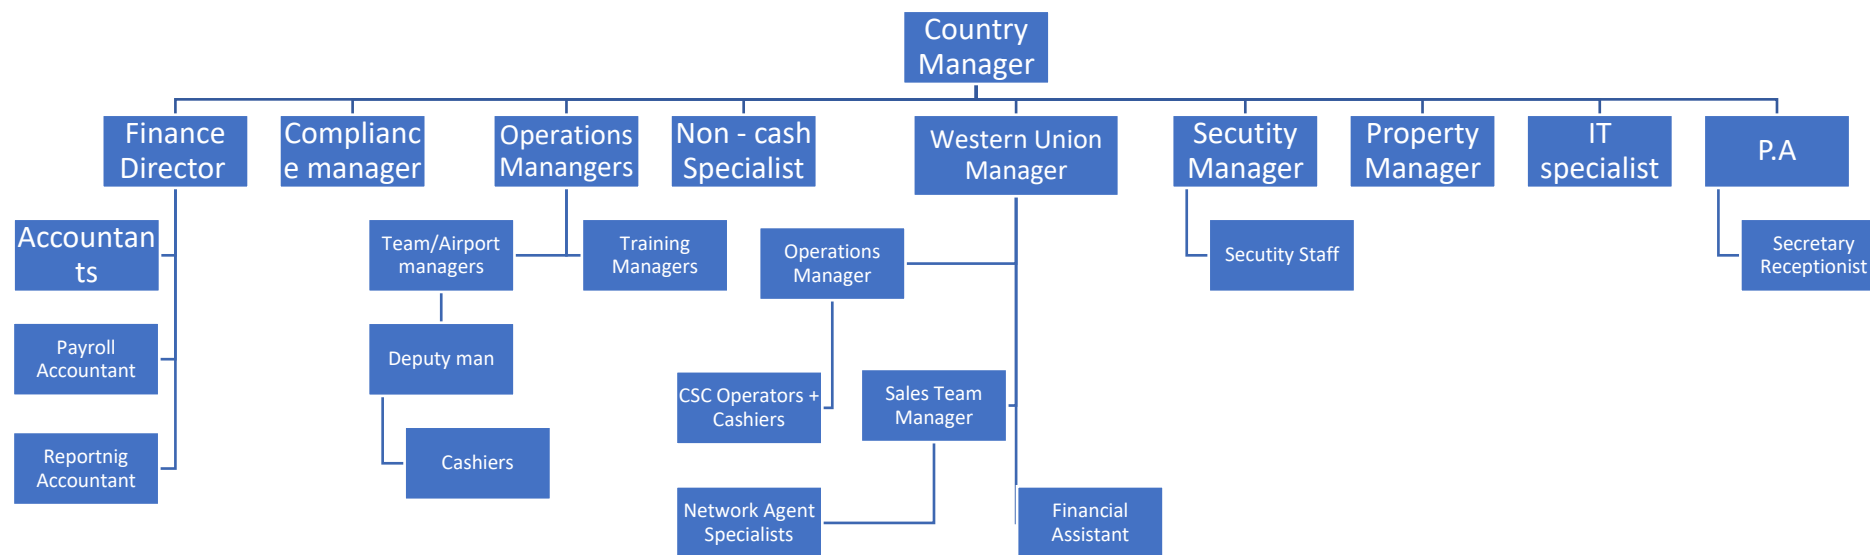 Country
Manager
Finance
Director
Complianc
e manager
Operations
Manangers
Non - cash
Specialist
Western Union
Manager
Secutity
Manager
Property
Manager
IT
specialist
P.A
Accountan
ts
Team/Airport
managers
Training
Managers
Operations
Manager
Secutity Staff
Secretary
Receptionist
Payroll
Accountant
Deputy man
CSC Operators +
Cashiers
Sales Team
Manager
Reportnig
Accountant
Cashiers
Network Agent
Specialists
Financial
Assistant